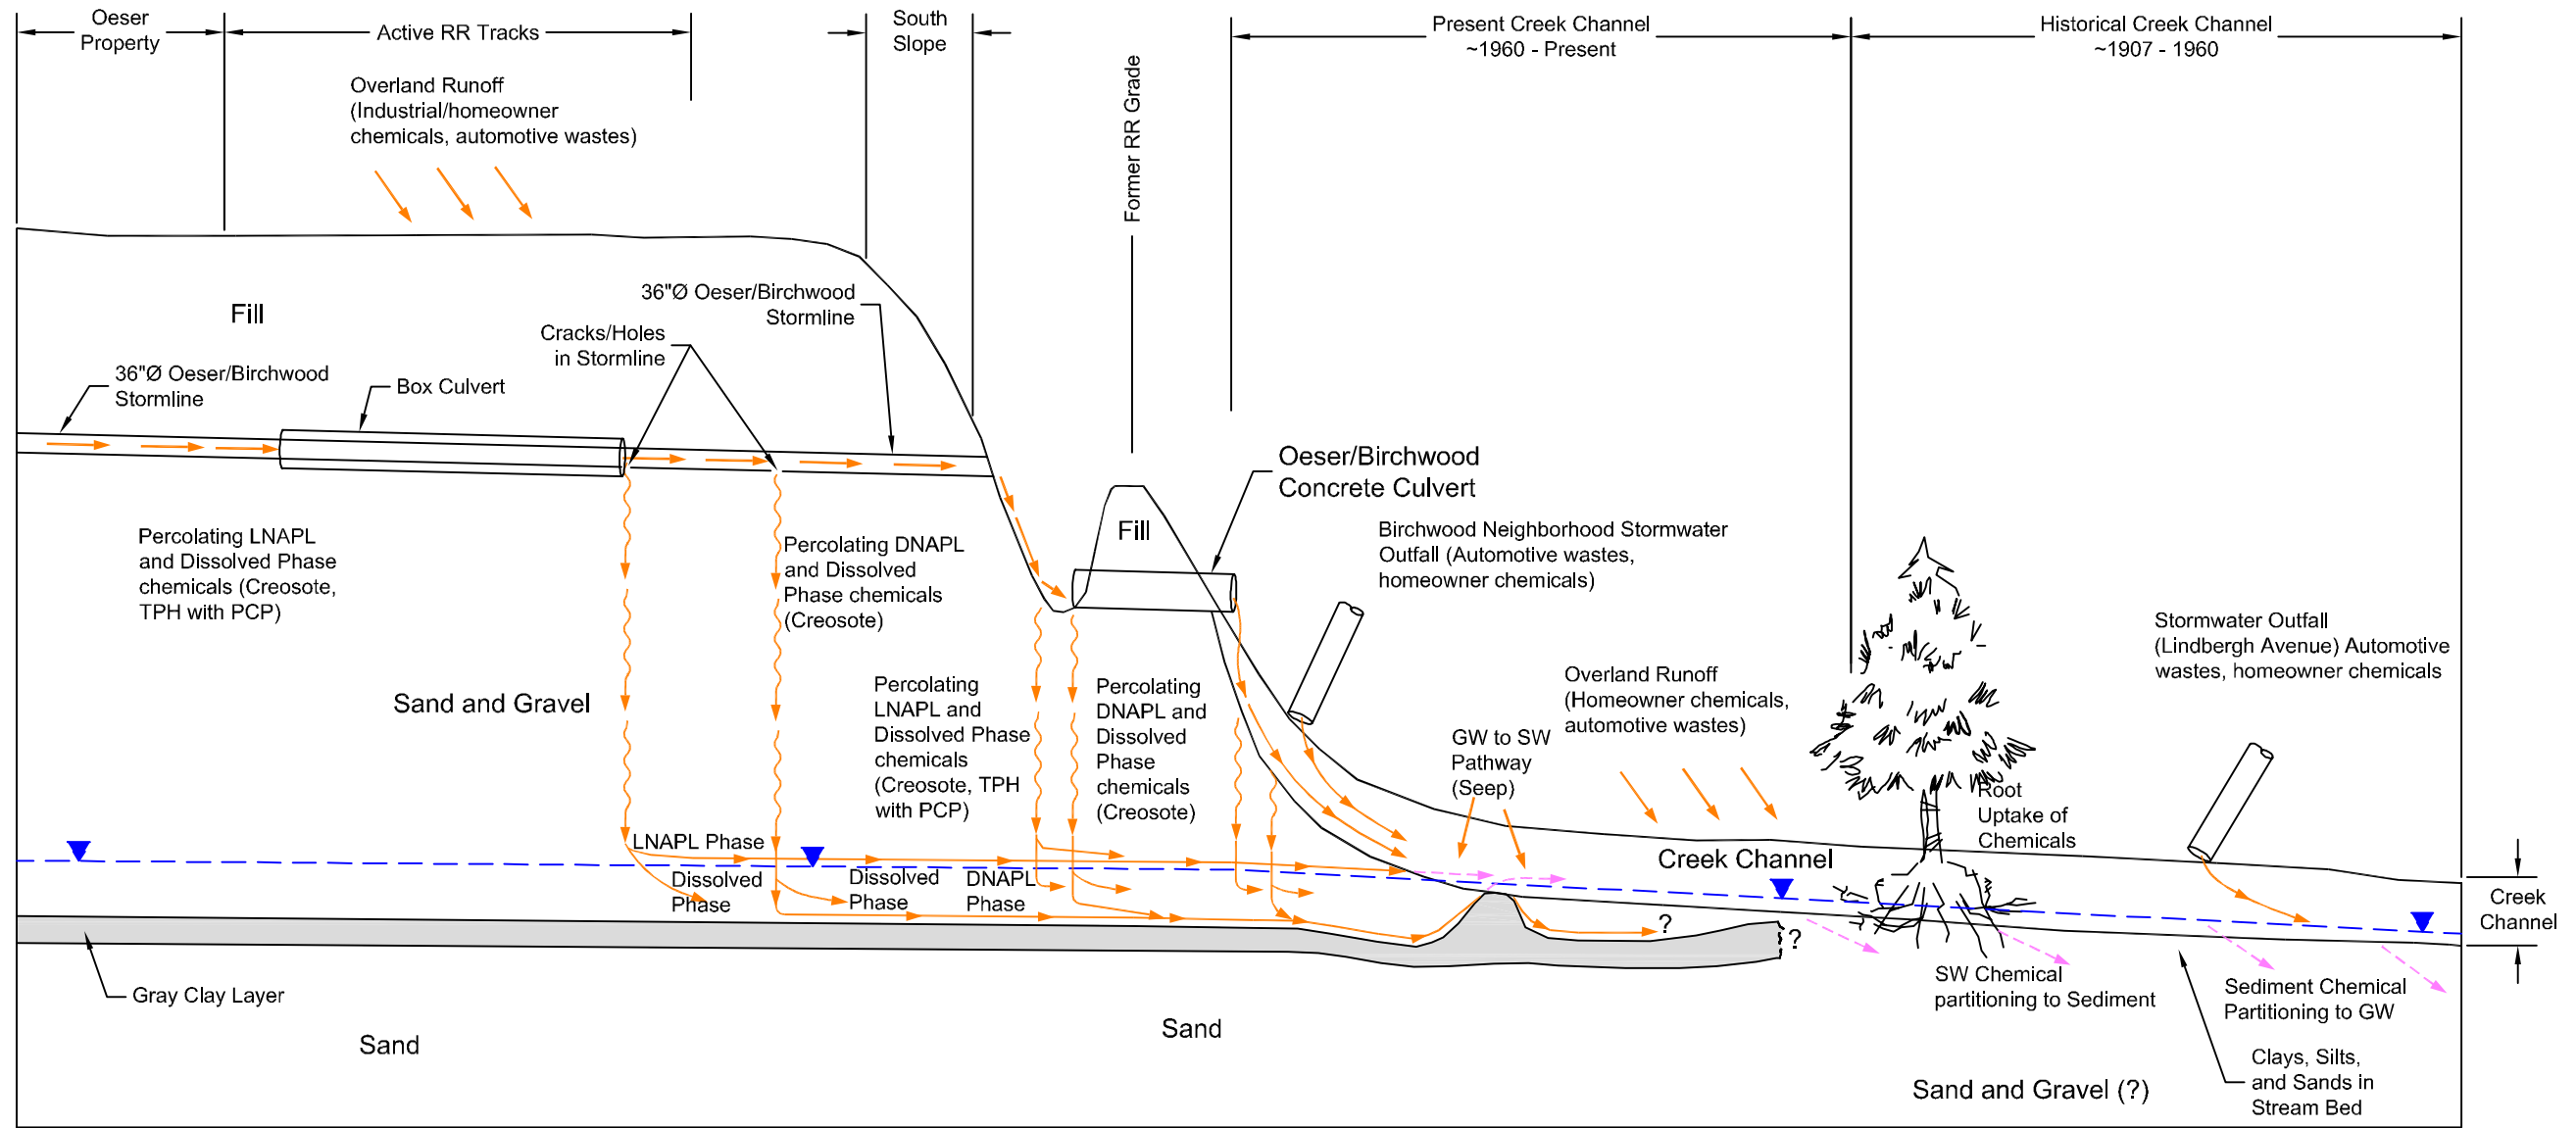 Oeser
Property
Active RR Tracks
South
Slope
Present Creek Channel
~1960 - Present
Historical Creek Channel
~1907 - 1960
Overland Runoff
(Industrial/homeowner
chemicals, automotive wastes)
Former RR Grade
Fill
36"Ø Oeser/Birchwood
Stormline
Cracks/Holes
in Stormline
36"Ø Oeser/Birchwood
Stormline
Box Culvert
Oeser/Birchwood
Concrete Culvert
Fill
Birchwood Neighborhood Stormwater
Outfall (Automotive wastes,
homeowner chemicals)
Percolating LNAPL
and Dissolved Phase
chemicals (Creosote,
TPH with PCP)
Percolating DNAPL
and Dissolved
Phase chemicals
(Creosote)
Stormwater Outfall
(Lindbergh Avenue) Automotive
wastes, homeowner chemicals
Sand and Gravel
Percolating
LNAPL and
Dissolved Phase
chemicals
(Creosote, TPH
with PCP)
Percolating
DNAPL and
Dissolved
Phase
chemicals
(Creosote)
Overland Runoff
(Homeowner chemicals,
automotive wastes)
GW to SW
Pathway
(Seep)
Root
Uptake of
Chemicals
LNAPL Phase
Creek Channel
Dissolved
Phase
Dissolved
Phase
DNAPL
Phase
Creek
Channel
?
?
Gray Clay Layer
SW Chemical
partitioning to Sediment
Sediment Chemical
Partitioning to GW
Sand
Sand
Clays, Silts,
and Sands in
Stream Bed
Sand and Gravel (?)